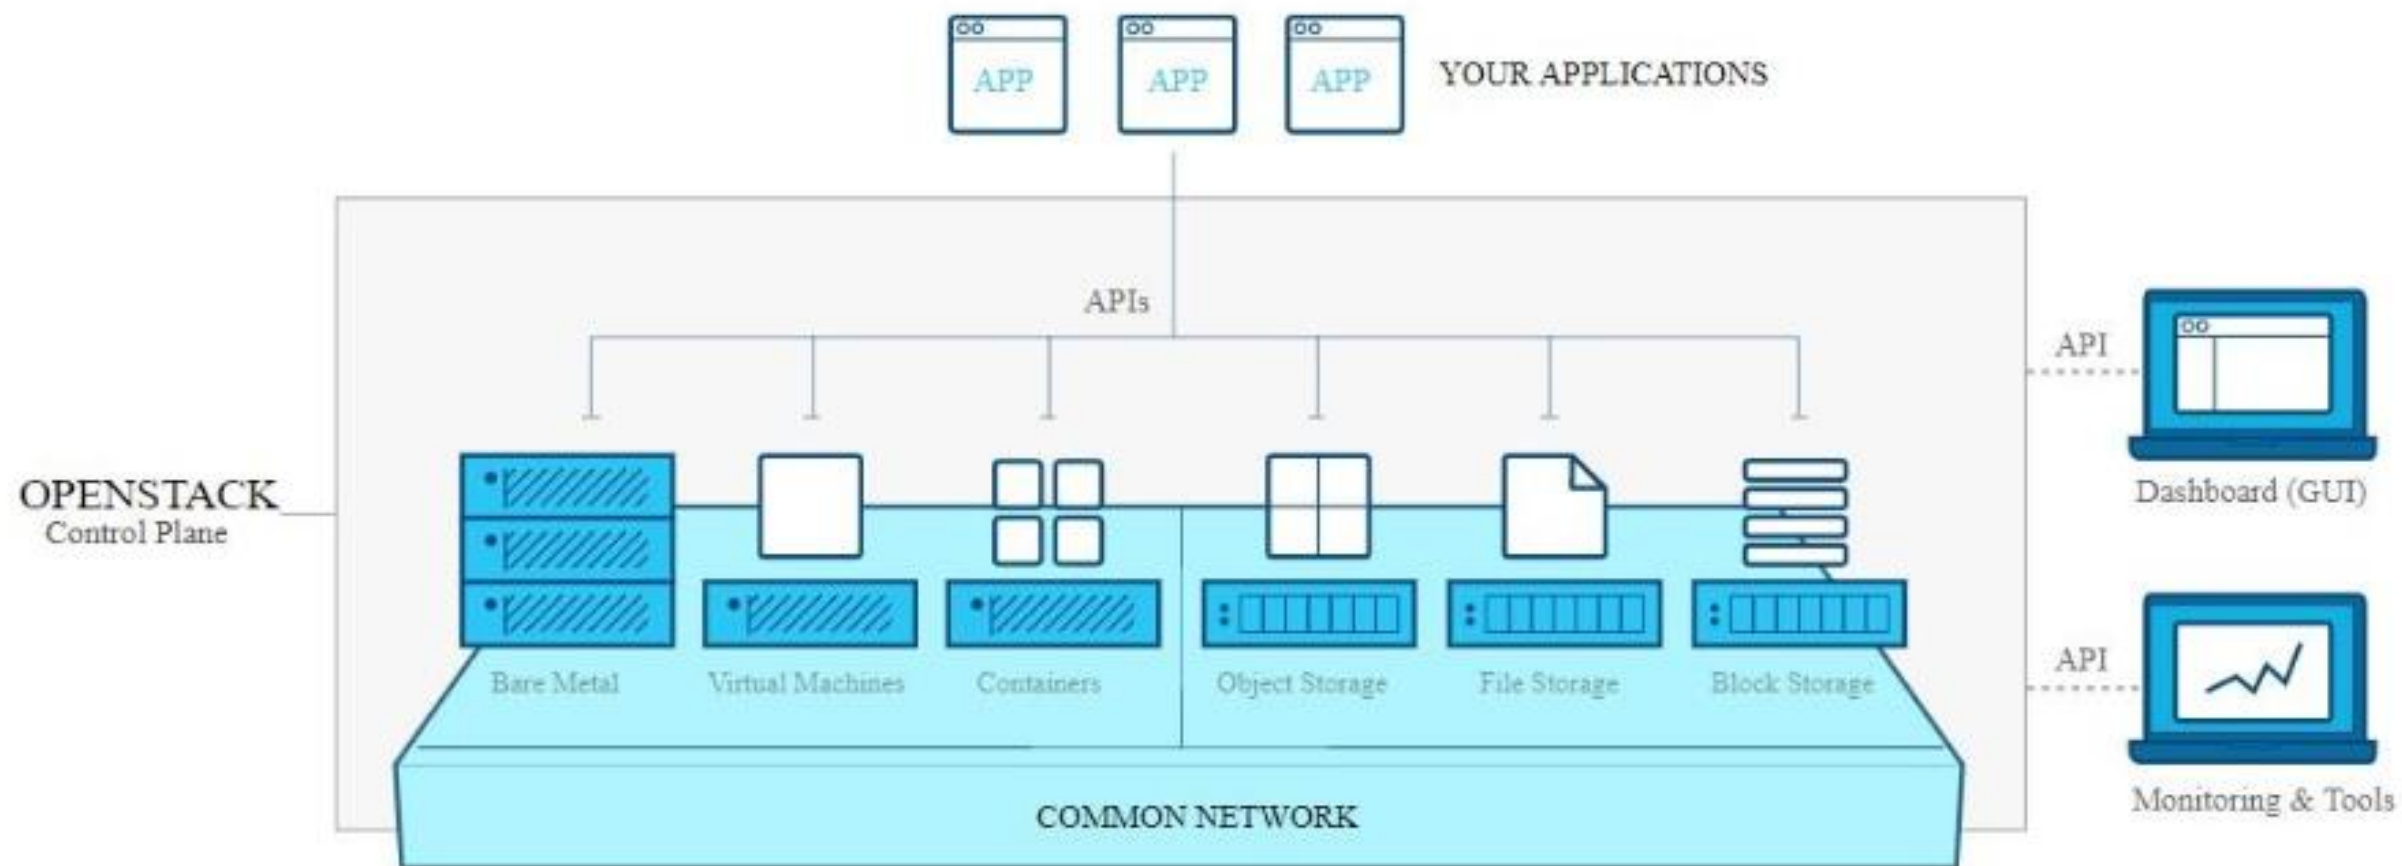 APP
APP
APP
YOUR APPLICATIONS
APIs
API
OPENSTACK
Control Plane
Dashboard (GUI)
Bare Metal
Virtual Machines
Containers
Object Storage
File Storage
Block Storage
API
Monitoring & Tools
COMMON NETWORK